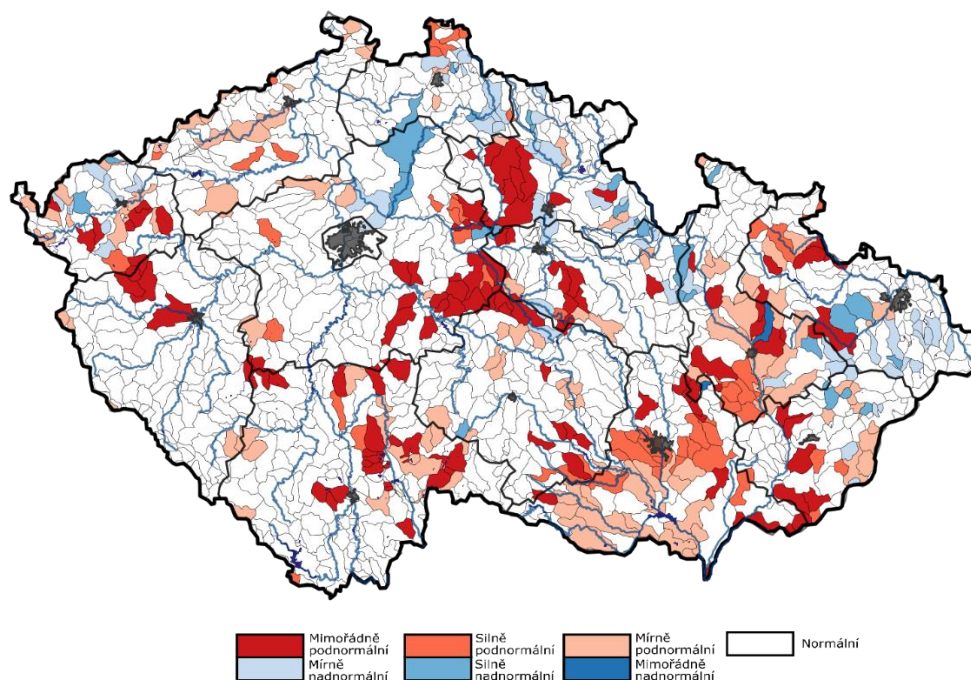 Mimořádně
podnormální
Silně
podnormální
Mírně
podnormální
Normální
Mírně
nadnormální
Silně
nadnormální
Mimořádně
nadnormální